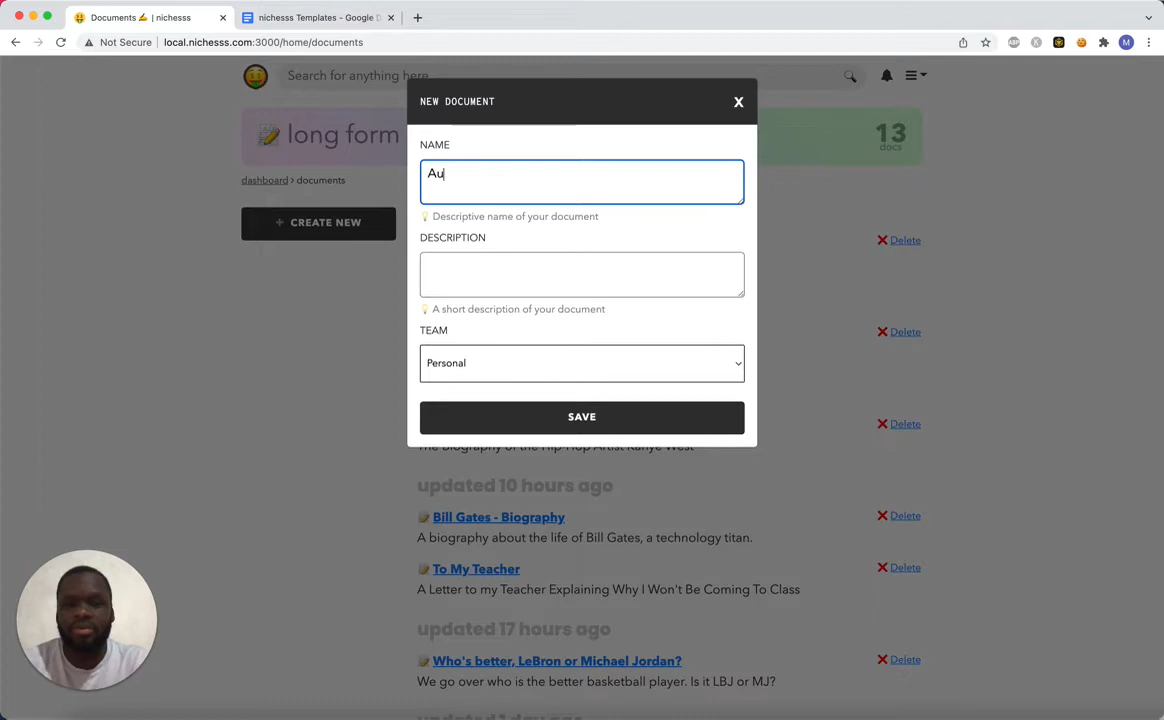 Documents ✍ | nichesss
nichesss Templates - Google D
Not Secure | local.nichesss.com:3000/home/documents
ABP
K
M
Search for anything here
NEW DOCUMENT X
long form
13
docs
dashboard > documents
+ CREATE NEW
NAME
Au
Descriptive name of your document
DESCRIPTION
A short description of your document
TEAM
Personal
SAVE
Delete
Delete
Delete
The Biography of the Hip-Hop Artist Kanye West
updated 10 hours ago
Bill Gates - Biography
Delete
A biography about the life of Bill Gates, a technology titan.
To My Teacher
Delete
A Letter to my Teacher Explaining Why I Won't Be Coming To Class
updated 17 hours ago
Who's better, LeBron or Michael Jordan?
Delete
We go over who is the better basketball player. Is it LBJ or MJ?
updated 1 day ago